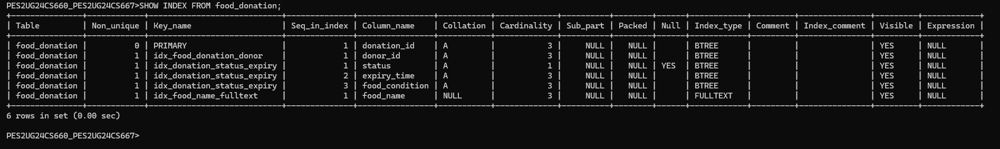 PES2UG24CS660_PES2UG24CS667>SHOW INDEX FROM food_donation;
+---------------+------------+----------------------------+--------------+----------------+-----------+-------------+----------+--------+------+------------+---------+---------------+---------+------------+
| Table         | Non_unique | Key_name                   | Seq_in_index | Column_name    | Collation | Cardinality | Sub_part | Packed | Null | Index_type | Comment | Index_comment | Visible | Expression |
+---------------+------------+----------------------------+--------------+----------------+-----------+-------------+----------+--------+------+------------+---------+---------------+---------+------------+
| food_donation |          0 | PRIMARY                    |            1 | donation_id    | A         |           3 |     NULL |   NULL |      | BTREE      |         |               | YES     | NULL       |
| food_donation |          1 | idx_food_donation_donor    |            1 | donor_id       | A         |           3 |     NULL |   NULL |      | BTREE      |         |               | YES     | NULL       |
| food_donation |          1 | idx_donation_status_expiry |            1 | status         | A         |           1 |     NULL |   NULL | YES  | BTREE      |         |               | YES     | NULL       |
| food_donation |          1 | idx_donation_status_expiry |            2 | expiry_time    | A         |           3 |     NULL |   NULL |      | BTREE      |         |               | YES     | NULL       |
| food_donation |          1 | idx_donation_status_expiry |            3 | food_condition | A         |           3 |     NULL |   NULL |      | BTREE      |         |               | YES     | NULL       |
| food_donation |          1 | idx_food_name_fulltext     |            1 | food_name      | NULL      |           3 |     NULL |   NULL |      | FULLTEXT   |         |               | YES     | NULL       |
+---------------+------------+----------------------------+--------------+----------------+-----------+-------------+----------+--------+------+------------+---------+---------------+---------+------------+
6 rows in set (0.00 sec)
PES2UG24CS660_PES2UG24CS667>